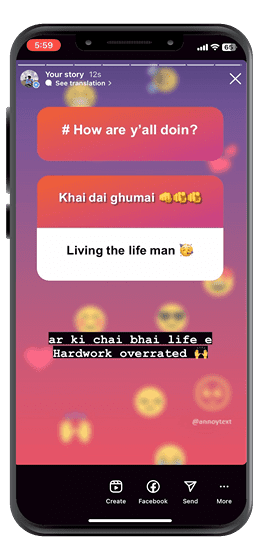 5:59
66
Your story 12s
See translation >
# How are y'all doin?
Khai dai ghumai 👊👊👊
Living the life man 🥳
ar ki chai bhai life e
Hardwork overrated 🙌
@annoytext
Create
Facebook
Send
More